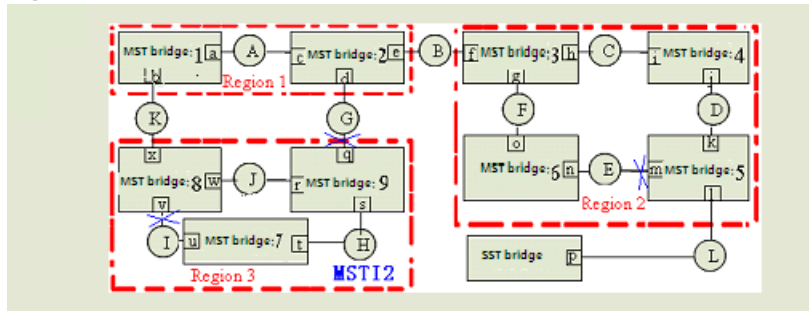 MST bridge:1 a A c MST bridge:2 e B f MST bridge:3 h C i MST bridge:4
b Region 1 d g j
K G F D
x q o k
MST bridge:8 w J r MST bridge:9 MST bridge:6 n E m MST bridge:5
v s Region 2 l
I u MST bridge:7 t H SST bridge p L
Region 3 MSTI2